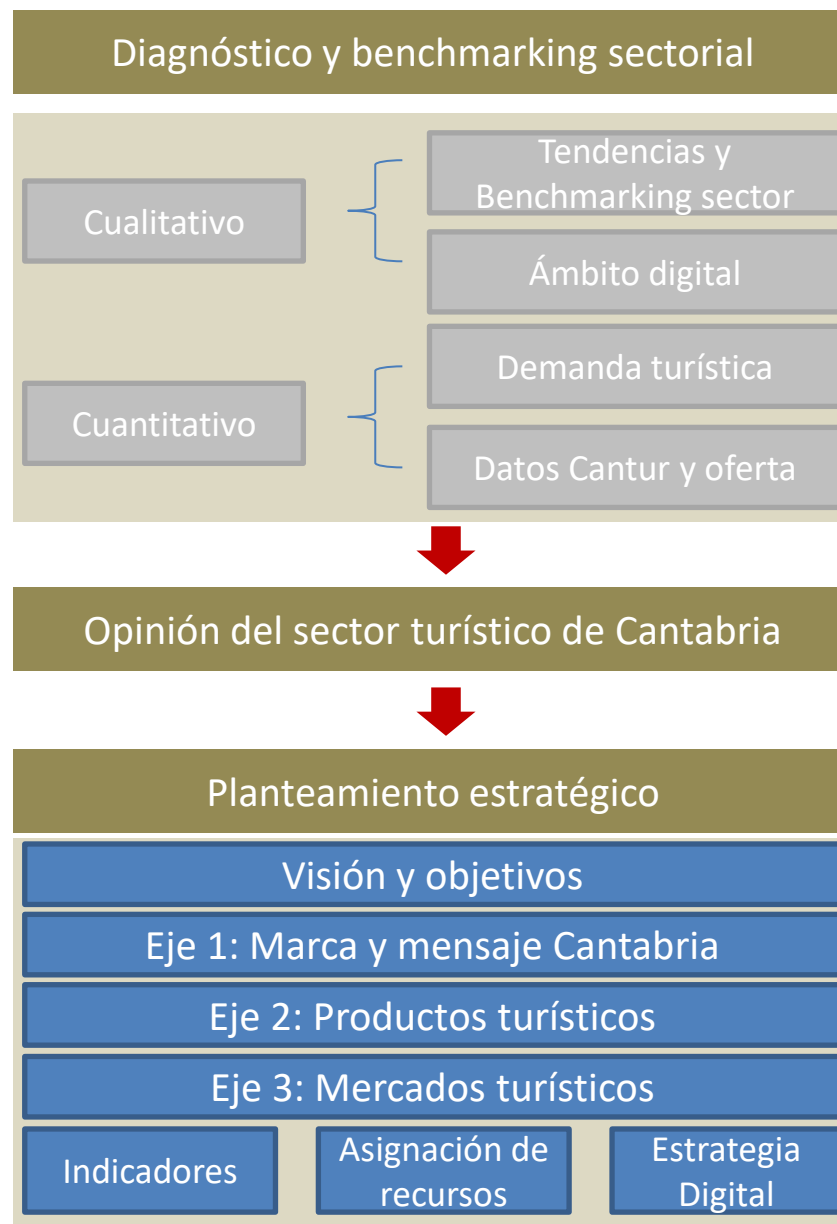 Diagnóstico y benchmarking sectorial
Cualitativo
Tendencias y
Benchmarking sector
Ámbito digital
Cuantitativo
Demanda turística
Datos Cantur y oferta
Opinión del sector turístico de Cantabria
Planteamiento estratégico
Visión y objetivos
Eje 1: Marca y mensaje Cantabria
Eje 2: Productos turísticos
Eje 3: Mercados turísticos
Indicadores
Asignación de
recursos
Estrategia
Digital